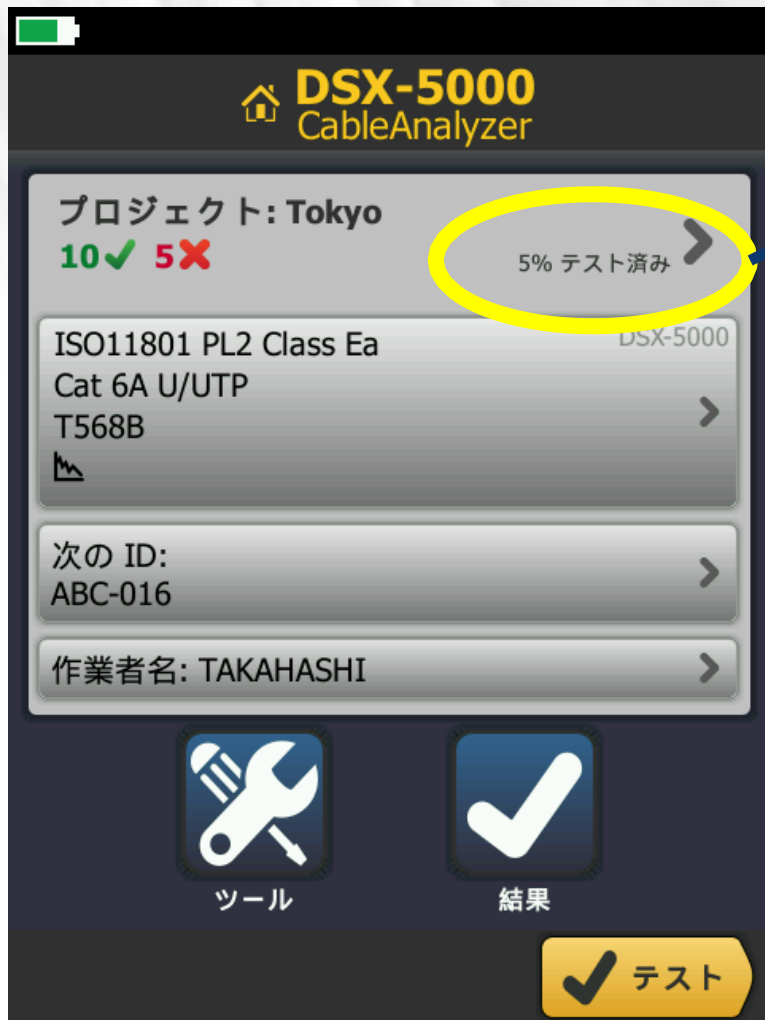 DSX-5000
CableAnalyzer
プロジェクト: Tokyo
10 5
5% テスト済み
ISO11801 PL2 Class Ea
DSX-5000
Cat 6A U/UTP
T568B
次の ID:
ABC-016
作業者名: TAKAHASHI
ツール
結果
テスト